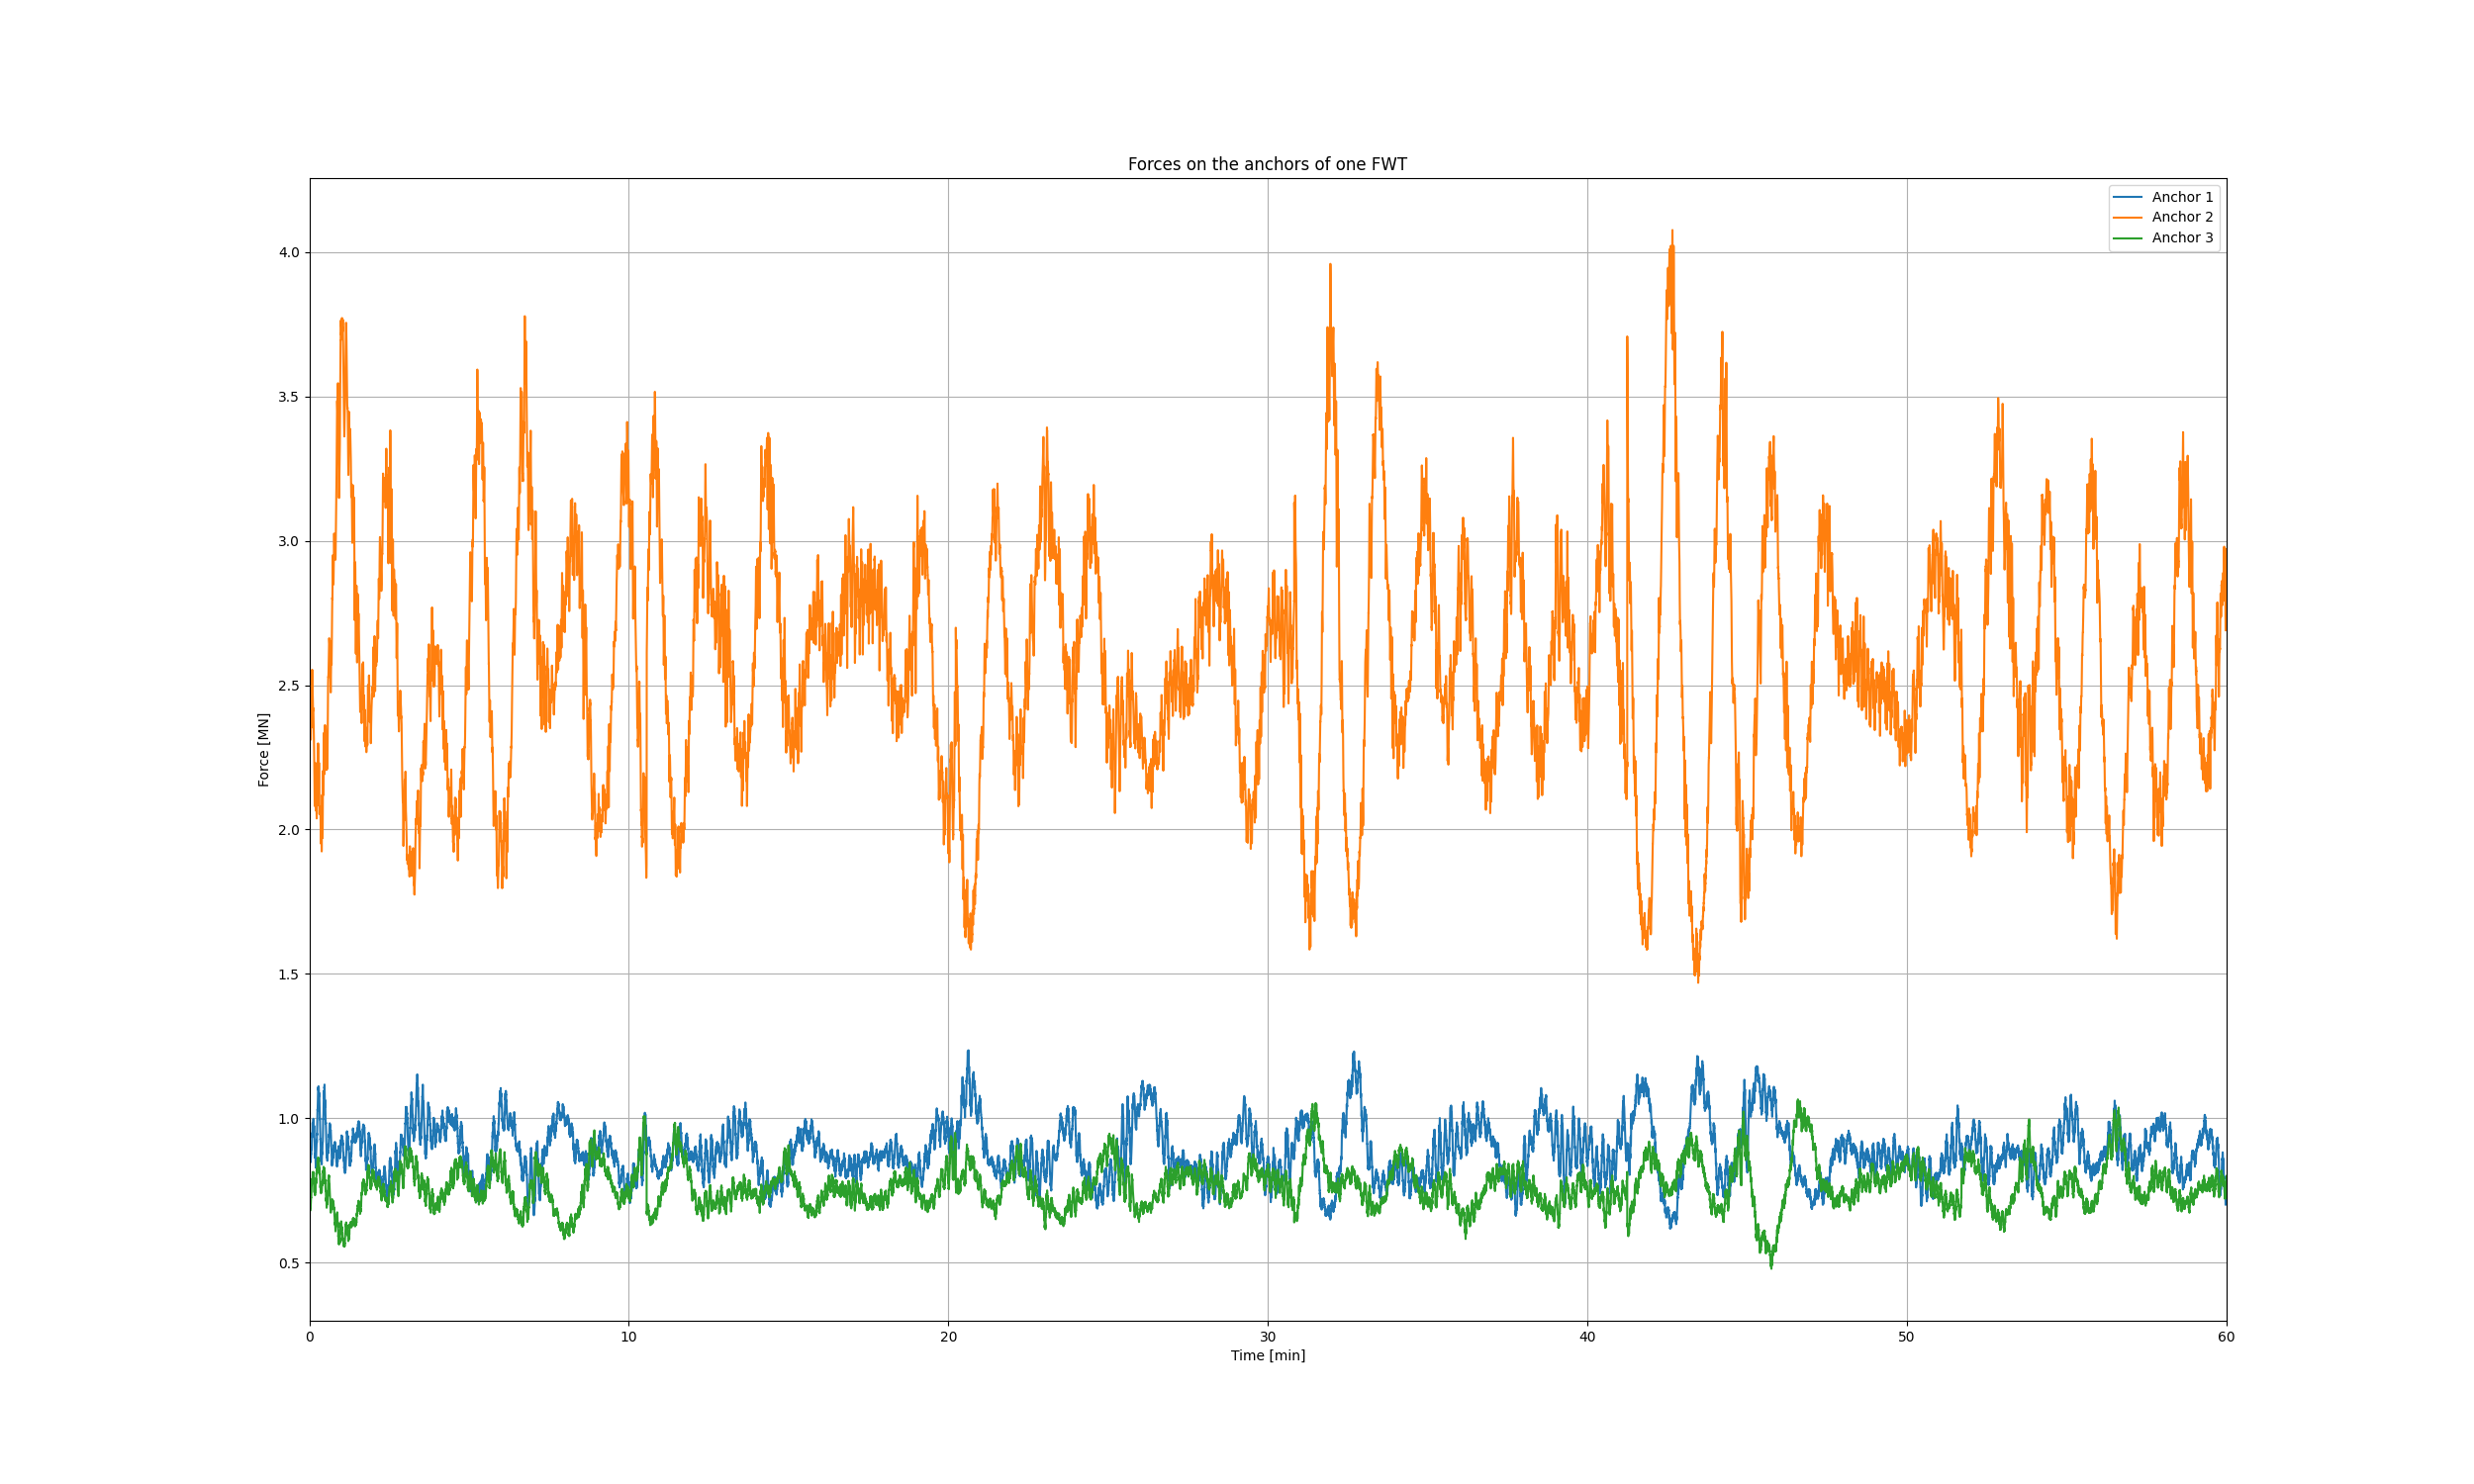 Forces on the anchors of one FWT
Anchor 1
Anchor 2
Anchor 3
Force [MN]
4.0
3.5
3.0
2.5
2.0
1.5
1.0
0.5
0 10 20 30 40 50 60
Time [min]